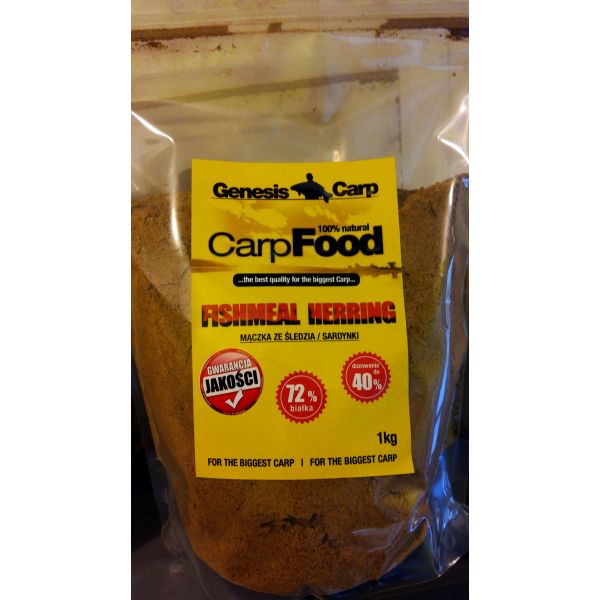 Genesis Carp
100% natural
CarpFood
...the best quality for the biggest Carp...
FISHMEAL HERRING
MĄCZKA ZE ŚLEDZIA / SARDYNKI
GWARANCJA
JAKOŚCI
72%
białka
dozowanie do
40%
1kg
FOR THE BIGGEST CARP | FOR THE BIGGEST CARP